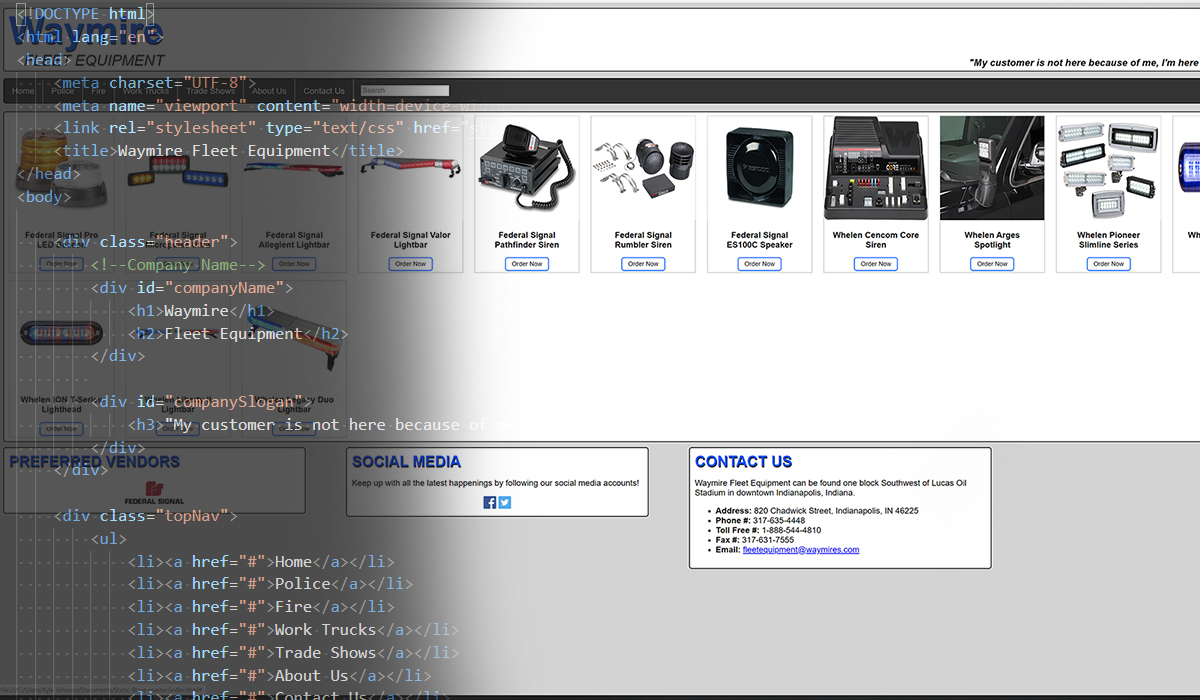 <!DOCTYPE html>
<html lang="en">
<head>
<meta charset="UTF-8">
<meta name="viewport" content="width=device-wid
<link rel="stylesheet" type="text/css" href="sty
<title>Waymire Fleet Equipment</title>
</head>
<body>
<div class="header">
<!--Company Name-->
<div id="companyName">
<h1>Waymire</h1>
<h2>Fleet Equipment</h2>
</div>
<div id="companySlogan">
<h3>"My customer is not here because of m
</div>
</div>
<div class="topNav">
<ul>
<li><a href="#">Home</a></li>
<li><a href="#">Police</a></li>
<li><a href="#">Fire</a></li>
<li><a href="#">Work Trucks</a></li>
<li><a href="#">Trade Shows</a></li>
<li><a href="#">About Us</a></li>
<li><a href="#">Contact Us</a></li>
Waymire
FLEET EQUIPMENT
"My customer is not here because of me, I'm here
Home Police Fire Work Trucks Trade Shows About Us Contact Us Search
Federal Signal Pro
LED
Order Now
Federal Signal
Order Now
Federal Signal
Allegient Lightbar
Order Now
Federal Signal Valor
Lightbar
Order Now
Federal Signal
Pathfinder Siren
Order Now
Federal Signal
Rumbler Siren
Order Now
Federal Signal
ES100C Speaker
Order Now
Whelen Cencom Core
Siren
Order Now
Whelen Arges
Spotlight
Order Now
Whelen Pioneer
Slimline Series
Order Now
Wh
Whelen ION T-Series
Lighthead
Order Now
Lightbar
Order Now
Duo
Lightbar
Order Now
PREFERRED VENDORS
FEDERAL SIGNAL
SOCIAL MEDIA
Keep up with all the latest happenings by following our social media accounts!
CONTACT US
Waymire Fleet Equipment can be found one block Southwest of Lucas Oil
Stadium in downtown Indianapolis, Indiana.
Address: 820 Chadwick Street, Indianapolis, IN 46225
Phone #: 317-635-4448
Toll Free #: 1-888-544-4810
Fax #: 317-631-7555
Email: fleetequipment@waymires.com